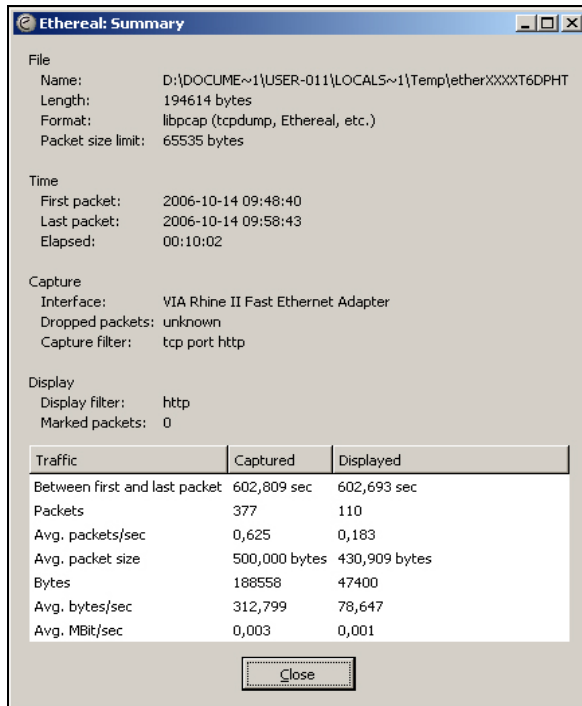 Ethereal: Summary
File
Name: D:\DOCUME~1\USER-011\LOCALS~1\Temp\etherXXXXT6DPHT
Length: 194614 bytes
Format: libpcap (tcpdump, Ethereal, etc.)
Packet size limit: 65535 bytes
Time
First packet: 2006-10-14 09:48:40
Last packet: 2006-10-14 09:58:43
Elapsed: 00:10:02
Capture
Interface: VIA Rhine II Fast Ethernet Adapter
Dropped packets: unknown
Capture filter: tcp port http
Display
Display filter: http
Marked packets: 0
Traffic Captured Displayed
Between first and last packet 602,809 sec 602,693 sec
Packets 377 110
Avg. packets/sec 0,625 0,183
Avg. packet size 500,000 bytes 430,909 bytes
Bytes 188558 47400
Avg. bytes/sec 312,799 78,647
Avg. MBit/sec 0,003 0,001
Close